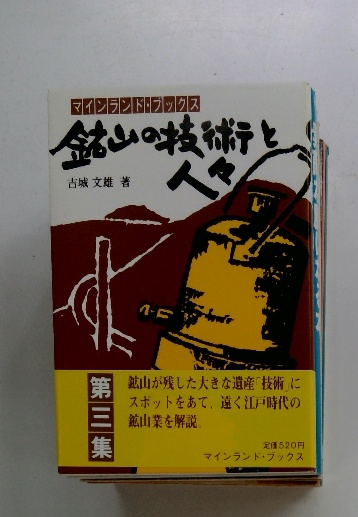 マインランド・ブックス
鉱山の技術と
人々
古城 文雄 著
第三集
鉱山が残した大きな遺産「技術」に
スポットをあて、遠く江戸時代の
鉱山業を解説。
定価520円
マインランド・ブックス